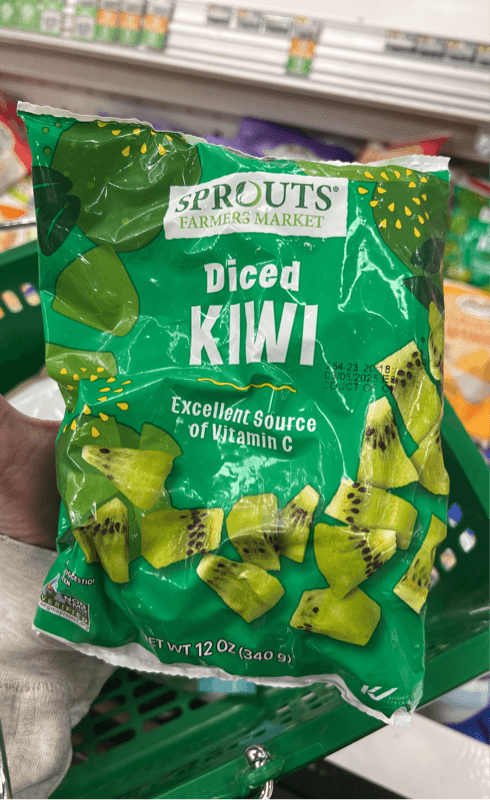 SPROUTS®
FARMERS MARKET
Diced
KIWI
Excellent Source
of Vitamin C
NET WT 12 OZ (340 g)